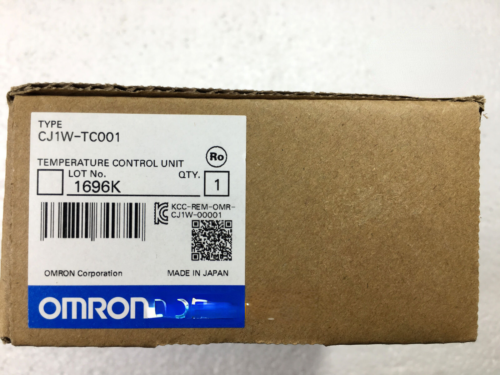 TYPE
CJ1W-TC001
TEMPERATURE CONTROL UNIT
Ro
LOT No. QTY.
1696K 1
KCC-REM-OMR-
CJ1W-00001
OMRON Corporation MADE IN JAPAN
OMRON